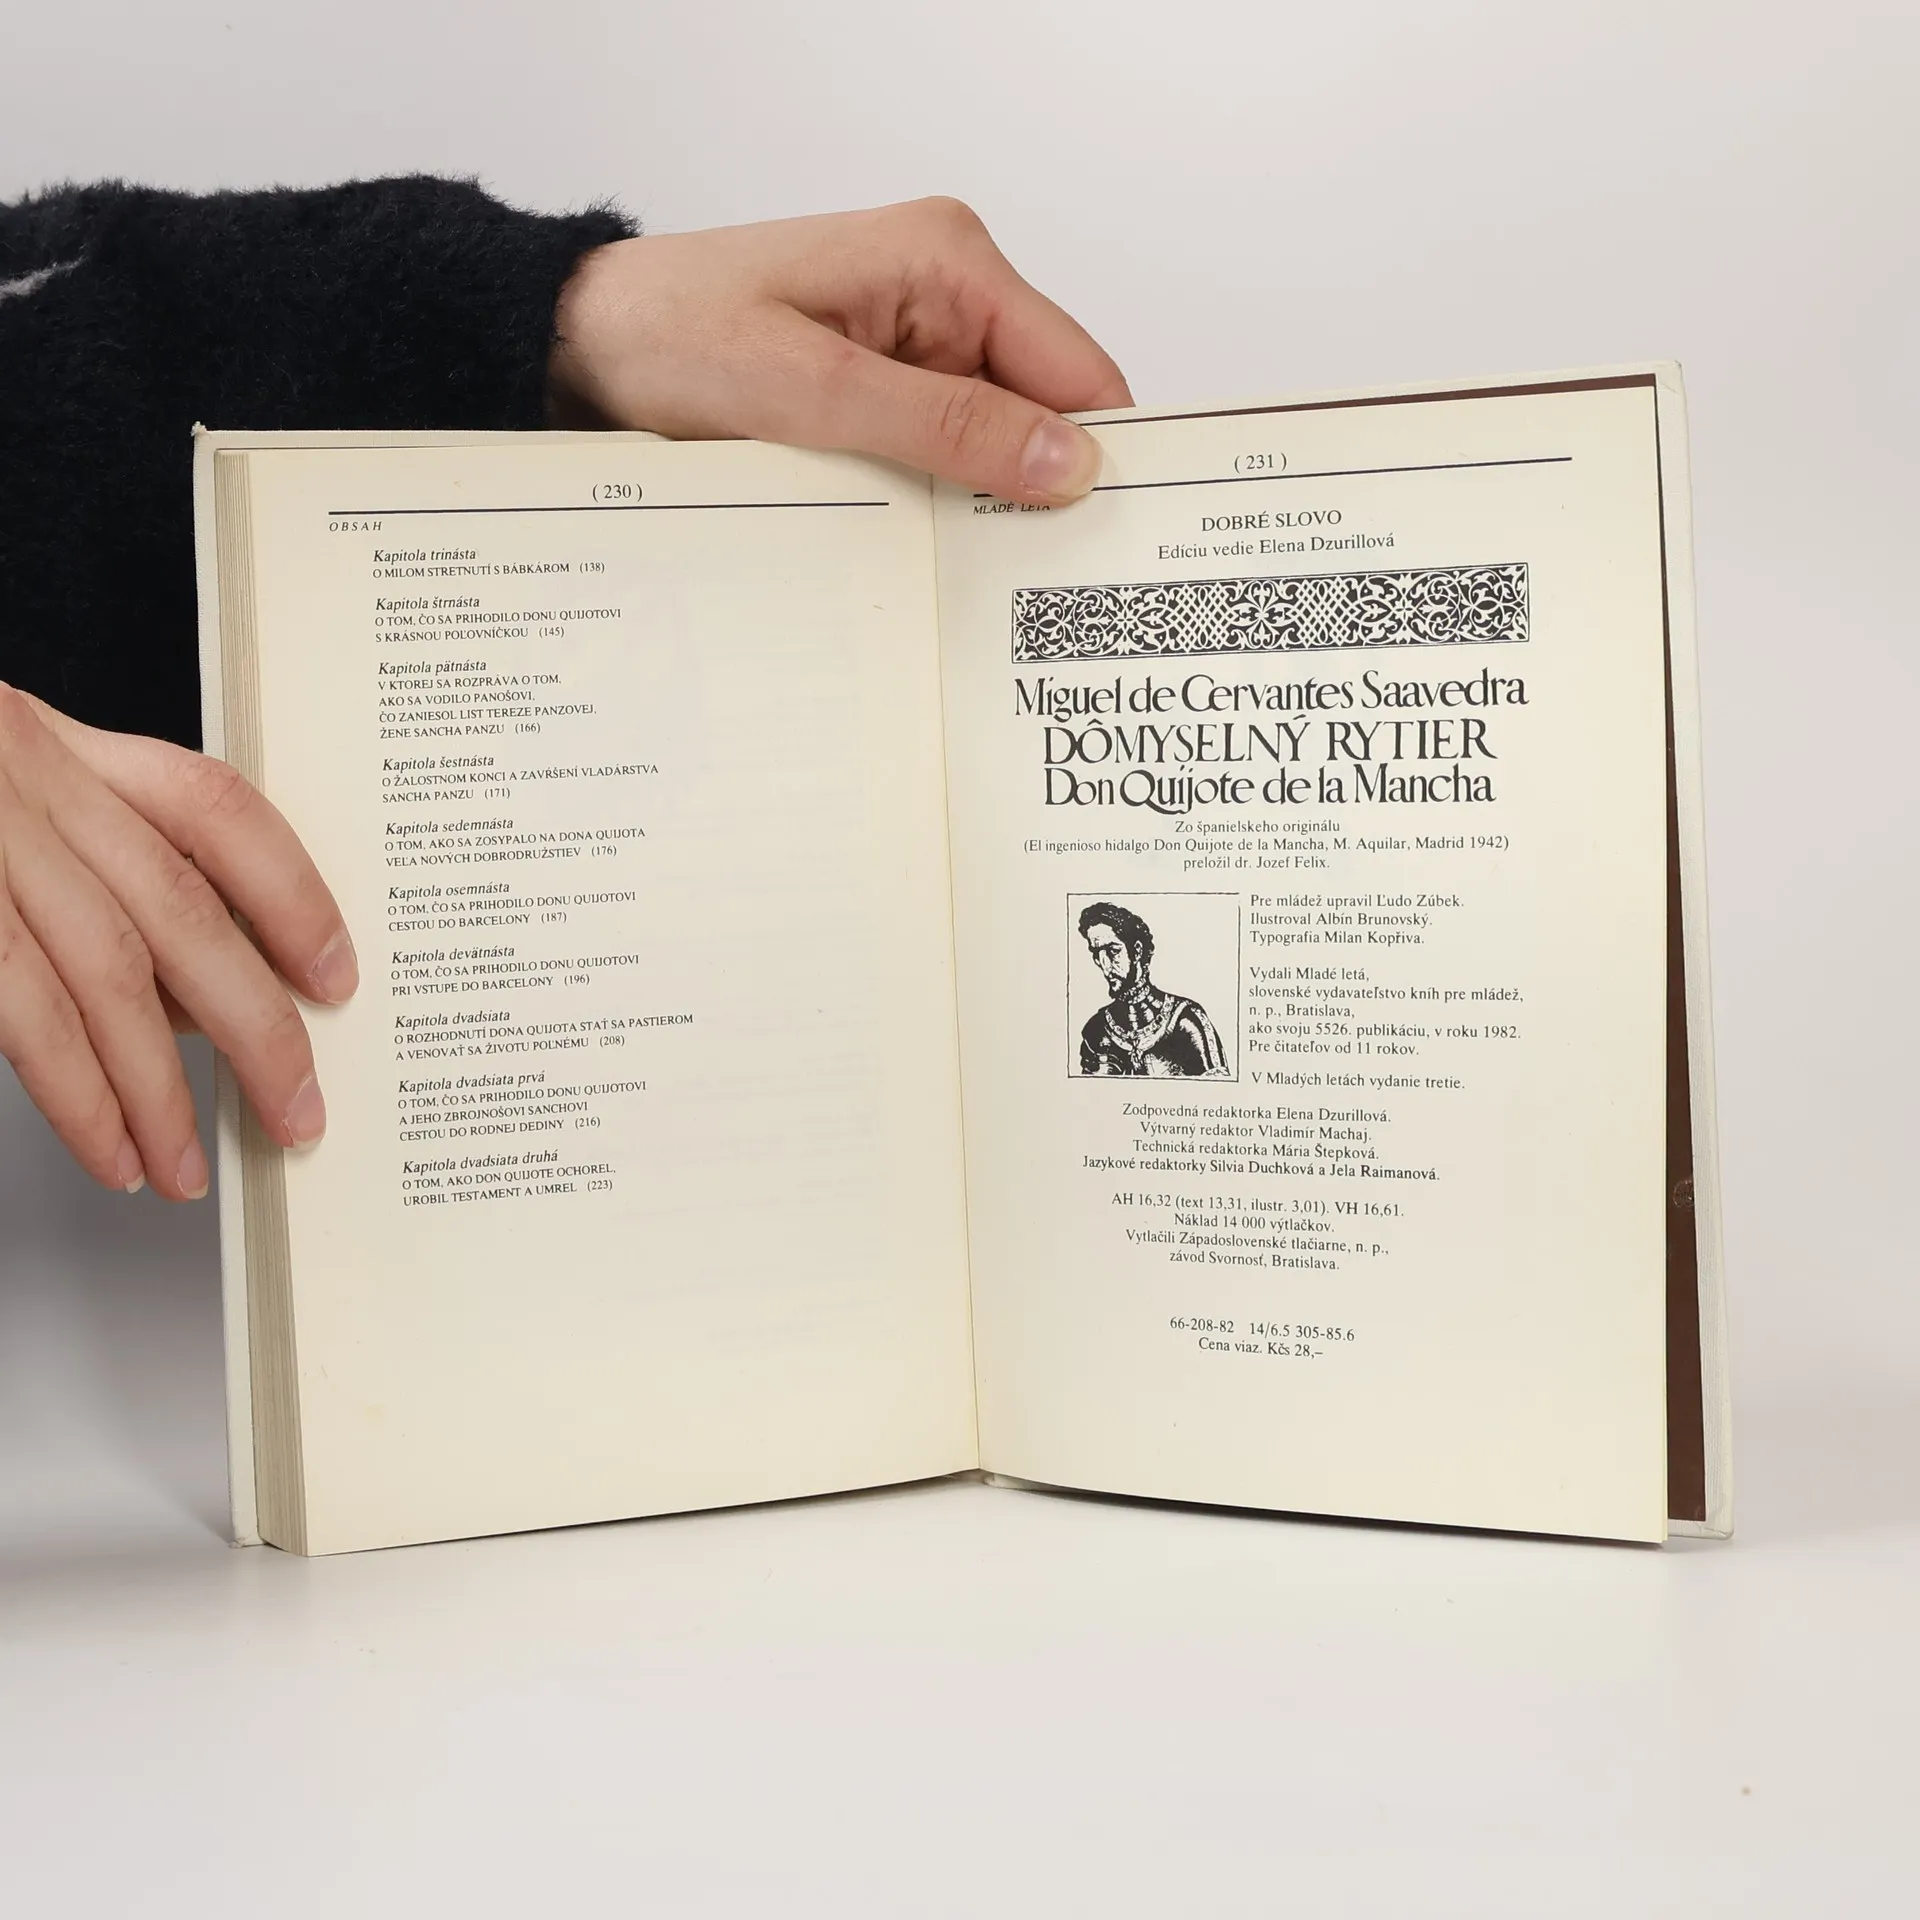 ( 230 )
OBSAH
Kapitola trinásta
O MILOM STRETNUTÍ S BÁBKÁROM (138)
Kapitola štrnásta
O TOM, ČO SA PRIHODILO DONU QUIJOTOVI
S KRÁSNOU POĽOVNÍČKOU (145)
Kapitola pätnásta
V KTOREJ SA ROZPRÁVA O TOM,
AKO SA VODILO PANOŠOVI,
ČO ZANIESOL LIST TEREZE PANZOVEJ,
ŽENE SANCHA PANZU (166)
Kapitola šestnásta
O ŽALOSTNOM KONCI A ZAVŔŠENÍ VLADÁRSTVA
SANCHA PANZU (171)
Kapitola sedemnásta
O TOM, AKO SA ZOSYPALO NA DONA QUIJOTA
VEĽA NOVÝCH DOBRODRUŽSTIEV (176)
Kapitola osemnásta
O TOM, ČO SA PRIHODILO DONU QUIJOTOVI
CESTOU DO BARCELONY (187)
Kapitola devätnásta
O TOM, ČO SA PRIHODILO DONU QUIJOTOVI
PRI VSTUPE DO BARCELONY (196)
Kapitola dvadsiata
O ROZHODNUTÍ DONA QUIJOTA STAŤ SA PASTIEROM
A VENOVAŤ SA ŽIVOTU POĽNÉMU (208)
Kapitola dvadsiata prvá
O TOM, ČO SA PRIHODILO DONU QUIJOTOVI
A JEHO ZBROJNOŠOVI SANCHOVI
CESTOU DO RODNEJ DEDINY (216)
Kapitola dvadsiata druhá
O TOM, AKO DON QUIJOTE OCHOREL,
UROBIL TESTAMENT A UMREL (223)
( 231 )
MLADÉ LETÁ
DOBRÉ SLOVO
Edíciu vedie Elena Dzurillová
Miguel de Cervantes Saavedra
DÔMYSELNÝ RYTIER
Don Quijote de la Mancha
Zo španielskeho originálu
(El ingenioso hidalgo Don Quijote de la Mancha, M. Aquilar, Madrid 1942)
preložil dr. Jozef Felix.
Pre mládež upravil Ľudo Zúbek.
Ilustroval Albín Brunovský.
Typografia Milan Kopřiva.
Vydali Mladé letá,
slovenské vydavateľstvo kníh pre mládež,
n. p., Bratislava,
ako svoju 5526. publikáciu, v roku 1982.
Pre čitateľov od 11 rokov.
V Mladých letách vydanie tretie.
Zodpovedná redaktorka Elena Dzurillová.
Výtvarný redaktor Vladimír Machaj.
Technická redaktorka Mária Štepková.
Jazykové redaktorky Silvia Duchková a Jela Raimanová.
AH 16,32 (text 13,31, ilustr. 3,01). VH 16,61.
Náklad 14 000 výtlačkov.
Vytlačili Západoslovenské tlačiarne, n. p.,
závod Svornosť, Bratislava.
66-208-82 14/6.5 305-85.6
Cena viaz. Kčs 28,–